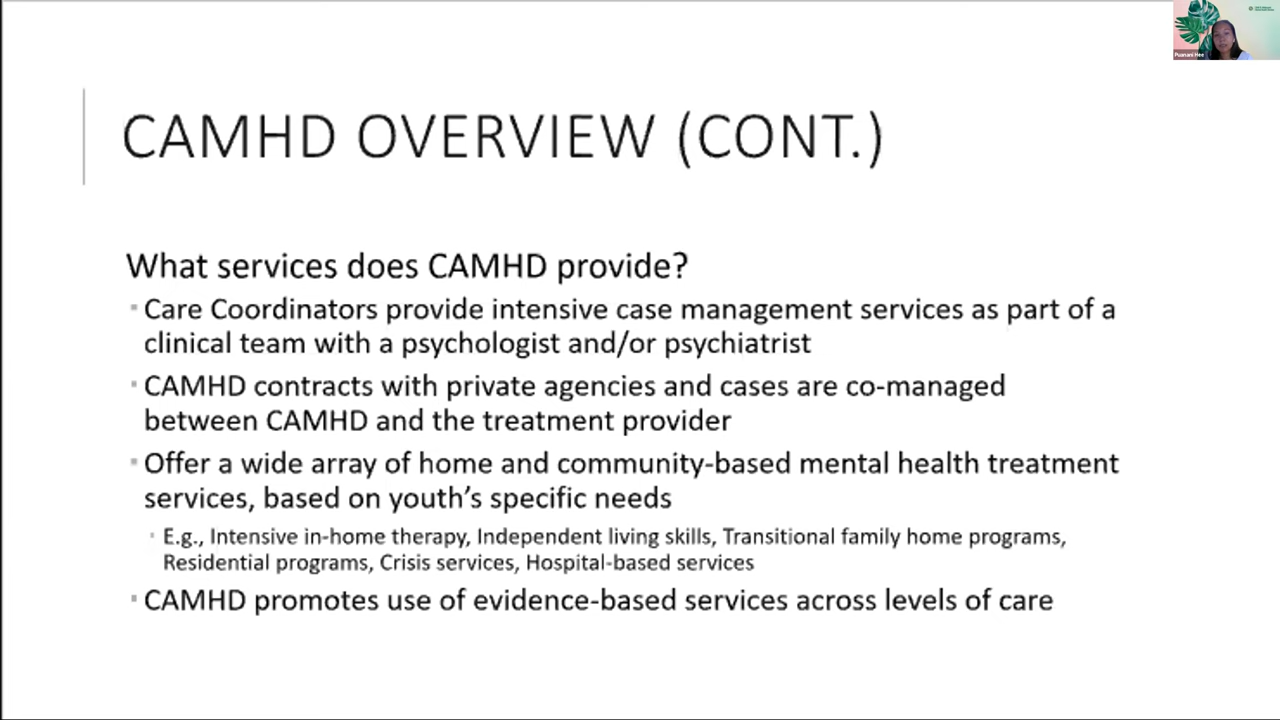 CAMHD OVERVIEW (CONT.)
What services does CAMHD provide?
Care Coordinators provide intensive case management services as part of a
clinical team with a psychologist and/or psychiatrist
CAMHD contracts with private agencies and cases are co-managed
between CAMHD and the treatment provider
Offer a wide array of home and community-based mental health treatment
services, based on youth's specific needs
E.g., Intensive in-home therapy, Independent living skills, Transitional family home programs,
Residential programs, Crisis services, Hospital-based services
CAMHD promotes use of evidence-based services across levels of care
Puanani Hee